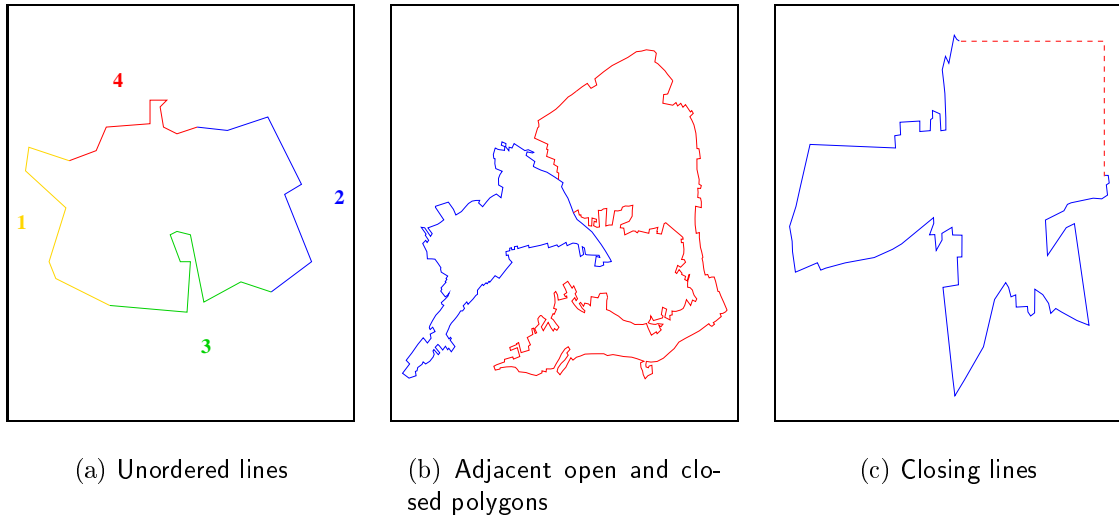 4
2
1
3
(a) Unordered lines
(b) Adjacent open and clo-
sed polygons
(c) Closing lines